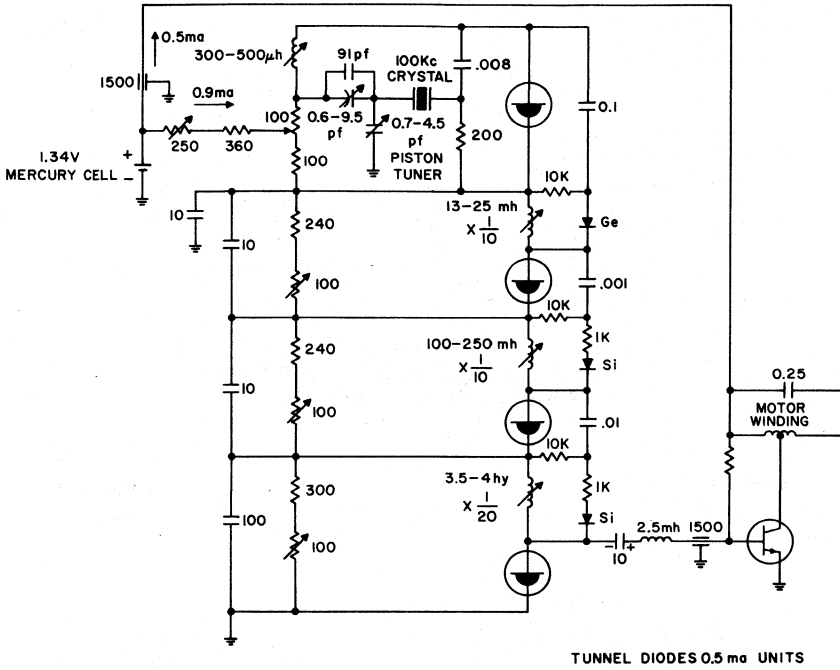 0.5ma
300-500µh
91pf
100Kc
CRYSTAL
.008
1500
0.9ma
100
0.6-9.5
pf
0.7-4.5
pf
PISTON
TUNER
200
0.1
250
360
1.34V
MERCURY CELL
+
-
100
10K
10
240
13-25 mh
X 1/10
Ge
10
100
.001
10K
240
100-250 mh
X 1/10
1K
Si
10
100
.01
0.25
MOTOR
WINDING
10K
300
3.5-4hy
X 1/20
1K
Si
100
100
- +
10
2.5mh
1500
TUNNEL DIODES 0.5 ma UNITS